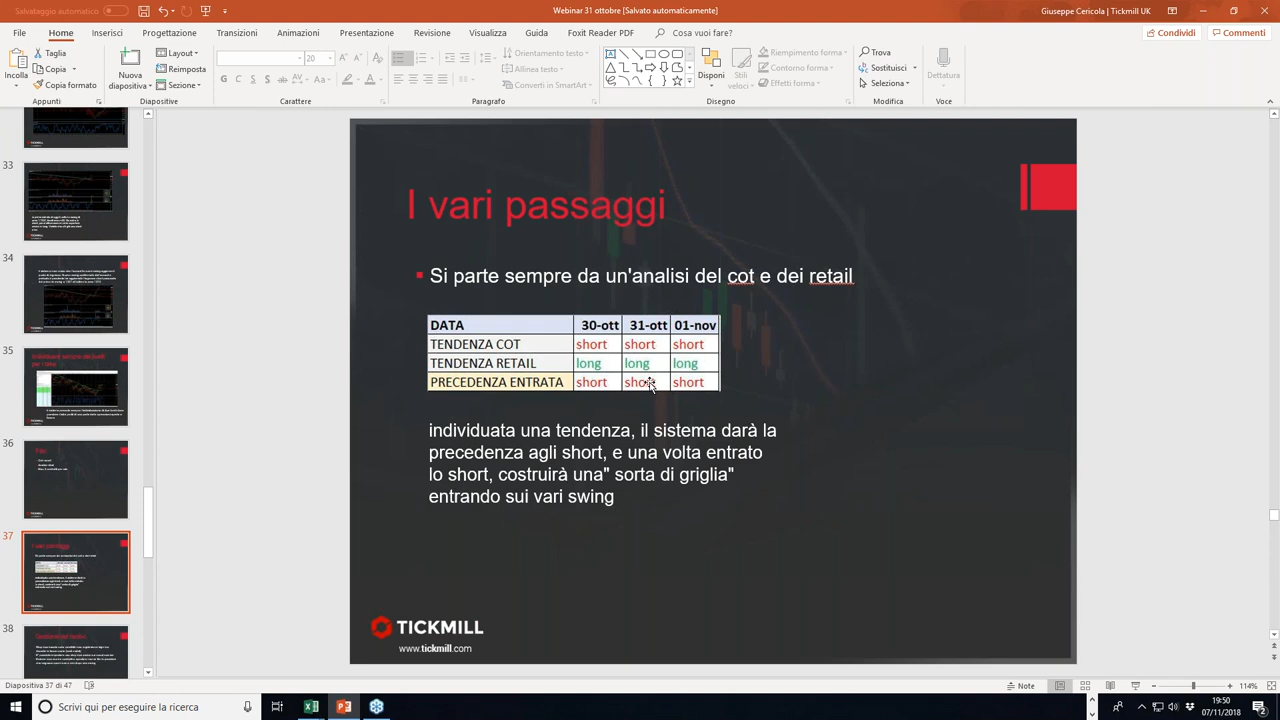 Salvataggio automatico
Webinar 31 ottobre [Salvato automaticamente]
Giuseppe Cericola | Tickmill UK
File Home Inserisci Progettazione Transizioni Animazioni Presentazione Revisione Visualizza Guida Foxit Reader PDF Cosa vuoi fare? Condividi Commenti
Incolla
Taglia
Copia
Copia formato
Appunti
Nuova
diapositiva
Layout
Reimposta
Sezione
Diapositive
20
G C S S ab AV Aa A
Carattere
Orientamento testo
Allinea testo
Converti in SmartArt
Paragrafo
Disponi
Stili
veloci
Riempimento forma
Contorno forma
Effetti forma
Disegno
Trova
Sostituisci
Seleziona
Modifica
Dettatura
Voce
33
34
35
36
37
38
I vari passaggi
Si parte sempre da un'analisi del cot e dei retail
DATA 30-ott 31-ott 01-nov
TENDENZA COT short short short
TENDENZA RETAIL long long long
PRECEDENZA ENTRATA short short short
individuata una tendenza, il sistema darà la
precedenza agli short, e una volta entrato
lo short, costruirà una" sorta di griglia"
entrando sui vari swing
TICKMILL
www.tickmill.com
Diapositiva 37 di 47
Note
114%
Scrivi qui per eseguire la ricerca
19:50
07/11/2018
2